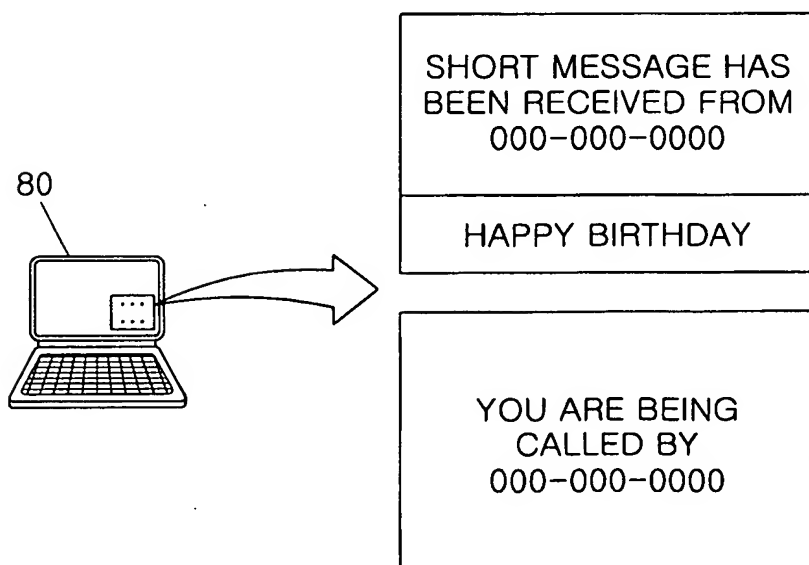 SHORT MESSAGE HAS
BEEN RECEIVED FROM
000-000-0000
80
HAPPY BIRTHDAY
YOU ARE BEING
CALLED BY
000-000-0000